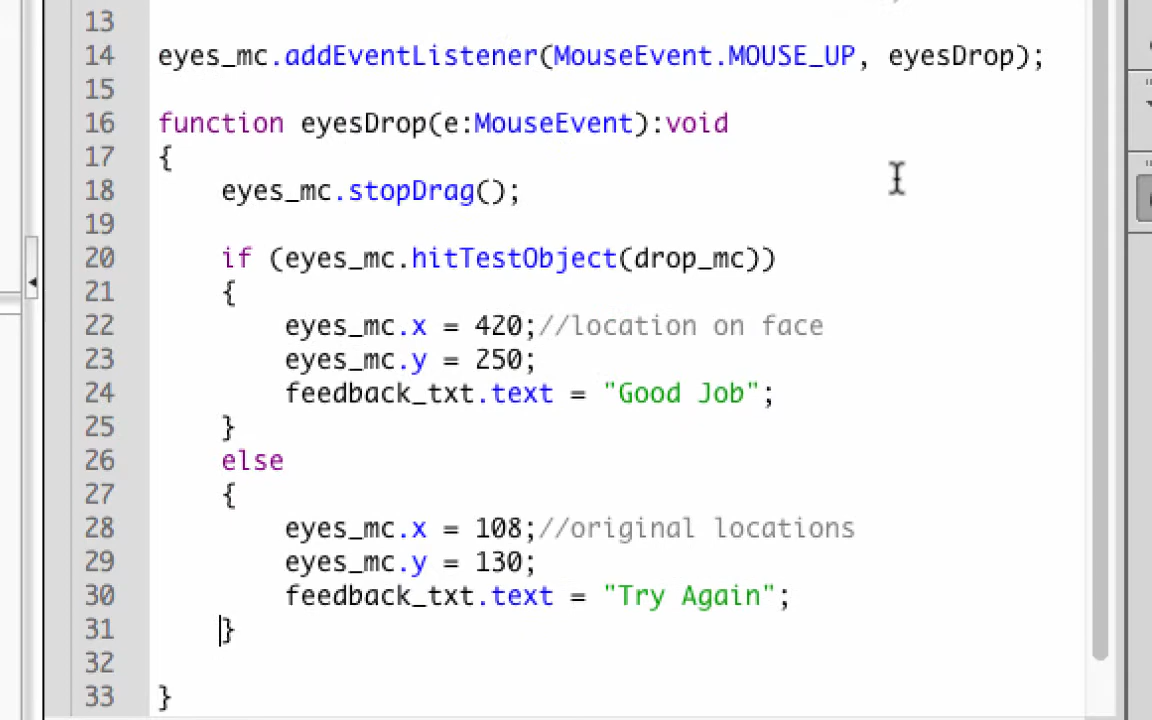 13
14 eyes_mc.addEventListener(MouseEvent.MOUSE_UP, eyesDrop);
15
16 function eyesDrop(e:MouseEvent):void
17 {
18 eyes_mc.stopDrag();
19
20 if (eyes_mc.hitTestObject(drop_mc))
21 {
22 eyes_mc.x = 420;//location on face
23 eyes_mc.y = 250;
24 feedback_txt.text = "Good Job";
25 }
26 else
27 {
28 eyes_mc.x = 108;//original locations
29 eyes_mc.y = 130;
30 feedback_txt.text = "Try Again";
31 }
32
33 }